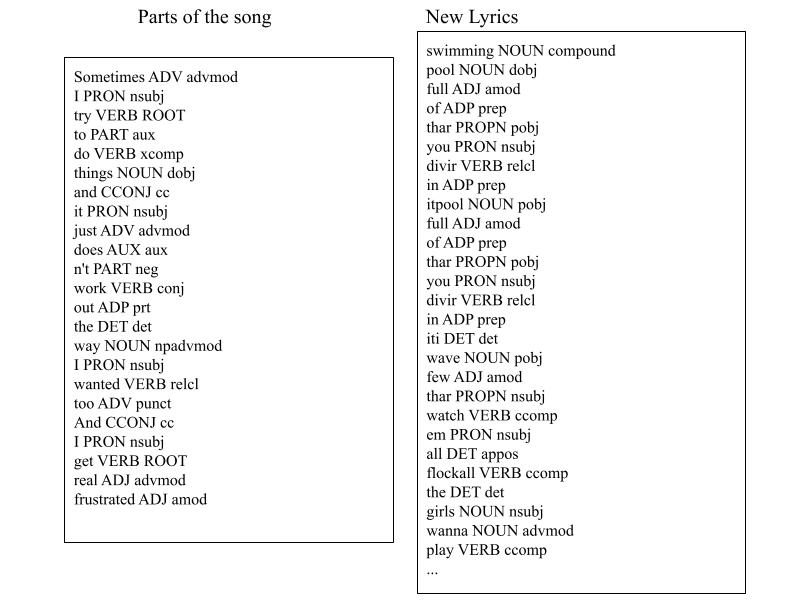 Parts of the song
Sometimes ADV advmod
I PRON nsubj
try VERB ROOT
to PART aux
do VERB xcomp
things NOUN dobj
and CCONJ cc
it PRON nsubj
just ADV advmod
does AUX aux
n't PART neg
work VERB conj
out ADP prt
the DET det
way NOUN npadvmod
I PRON nsubj
wanted VERB relcl
too ADV punct
And CCONJ cc
I PRON nsubj
get VERB ROOT
real ADJ advmod
frustrated ADJ amod
New Lyrics
swimming NOUN compound
pool NOUN dobj
full ADJ amod
of ADP prep
thar PROPN pobj
you PRON nsubj
divir VERB relcl
in ADP prep
itpool NOUN pobj
full ADJ amod
of ADP prep
thar PROPN pobj
you PRON nsubj
divir VERB relcl
in ADP prep
iti DET det
wave NOUN pobj
few ADJ amod
thar PROPN nsubj
watch VERB ccomp
em PRON nsubj
all DET appos
flockall VERB ccomp
the DET det
girls NOUN nsubj
wanna NOUN advmod
play VERB ccomp
...